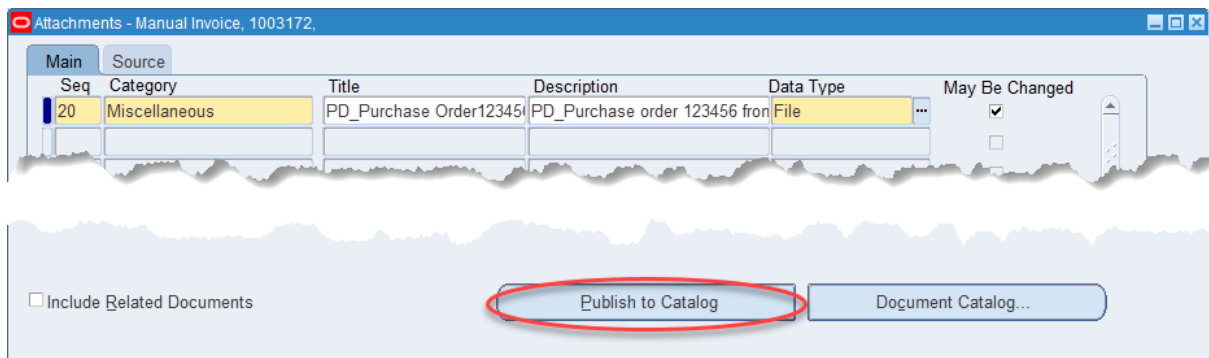 Attachments - Manual Invoice, 1003172,
Main Source
Seq Category Title Description Data Type May Be Changed
20 Miscellaneous PD_Purchase Order12345 PD_Purchase order 123456 from File ...
Include Related Documents Publish to Catalog Document Catalog...